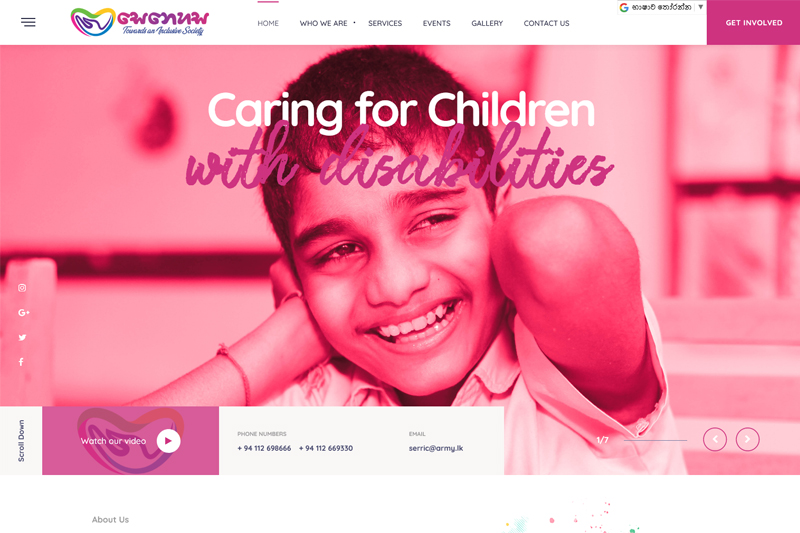 සෙනෙහස
Towards an Inclusive Society
HOME
WHO WE ARE
SERVICES
EVENTS
GALLERY
CONTACT US
භාෂාව තෝරන්න
GET INVOLVED
Caring for Children
with disabilities
Scroll Down
Watch our video
PHONE NUMBERS
+ 94 112 698666 + 94 112 669330
EMAIL
serric@army.lk
1/7
About Us